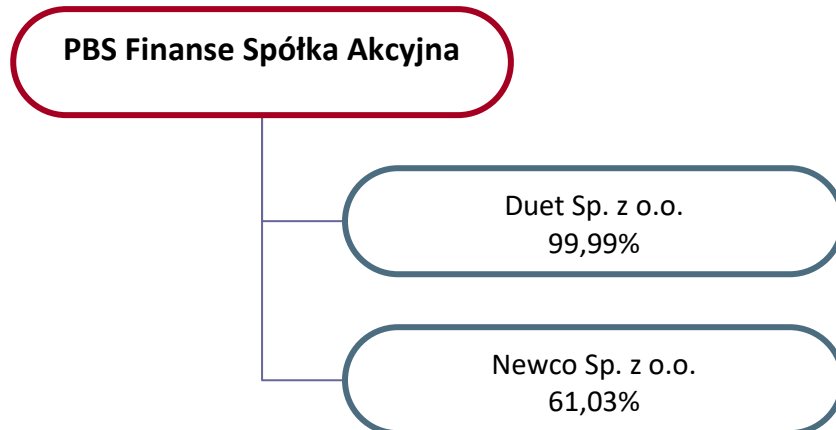 PBS Finanse Spółka Akcyjna
Duet Sp. z o.o.
99,99%
Newco Sp. z o.o.
61,03%